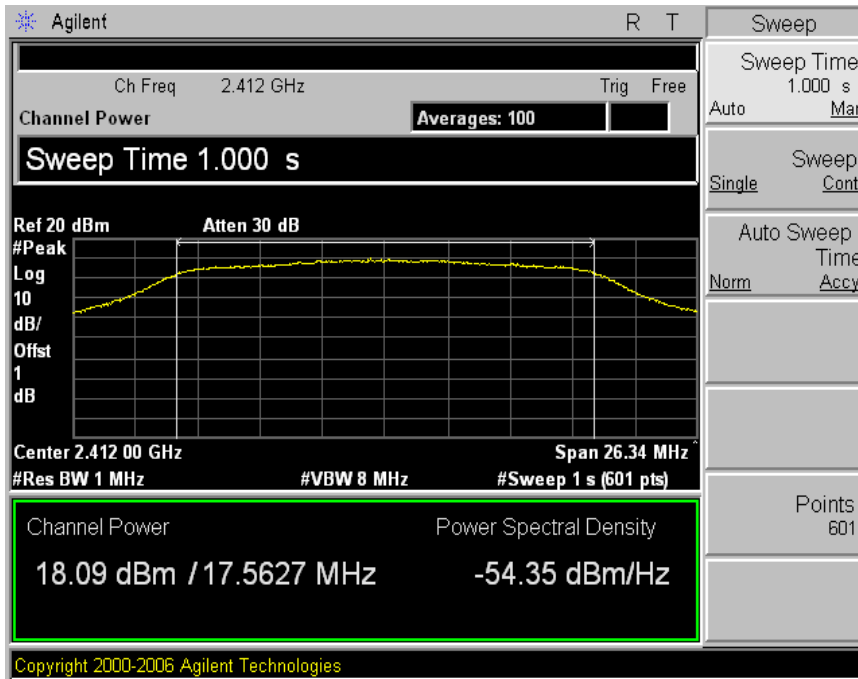 Agilent R T
Ch Freq 2.412 GHz Trig Free
Channel Power Averages: 100
Sweep Time 1.000 s
Ref 20 dBm Atten 30 dB
#Peak
Log
10
dB/
Offst
1
dB
Center 2.412 00 GHz Span 26.34 MHz^
#Res BW 1 MHz #VBW 8 MHz #Sweep 1 s (601 pts)
Channel Power Power Spectral Density
18.09 dBm / 17.5627 MHz -54.35 dBm/Hz
Copyright 2000-2006 Agilent Technologies
Sweep
Sweep Time
1.000 s
Auto Mar
Sweep
Single Cont
Auto Sweep
Time
Norm Accy
Points
601